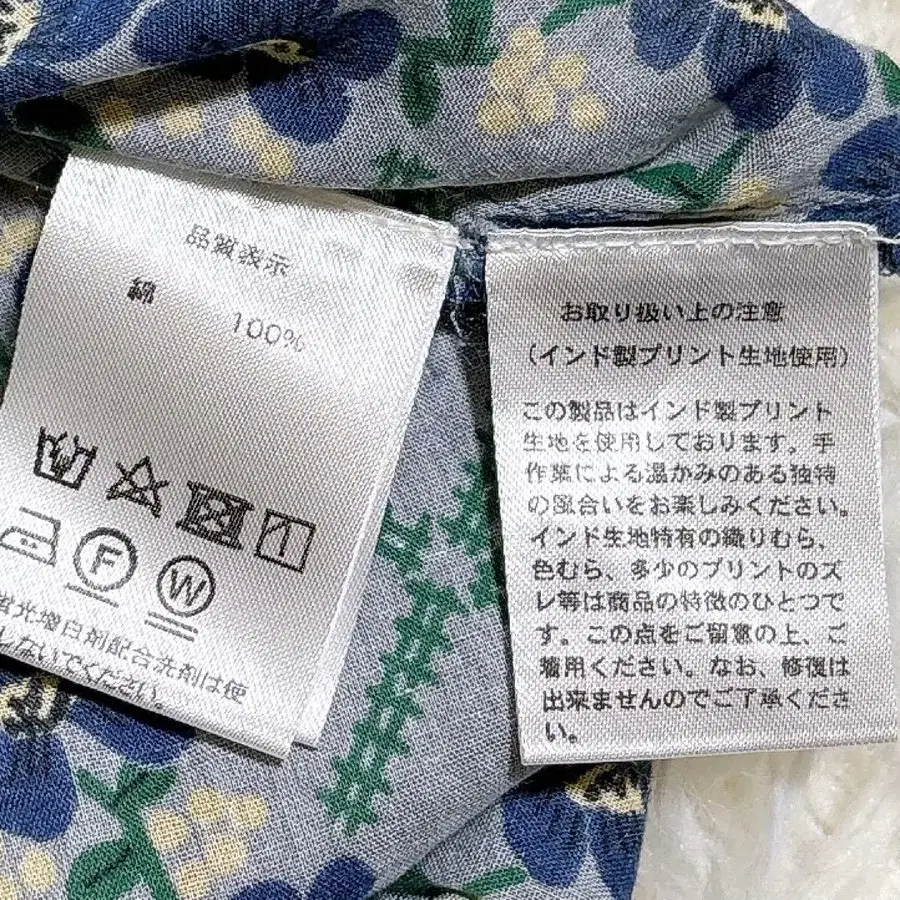 品質表示
綿 100%
F
W
蛍光増白剤配合洗剤は使
しないでください。
お取り扱い上の注意
（インド製プリント生地使用）
この製品はインド製プリント
生地を使用しております。手
作業による温かみのある独特
の風合いをお楽しみください。
インド生地特有の織りむら、
色むら、多少のプリントのズ
レ等は商品の特徴のひとつで
す。この点をご留意の上、ご
着用ください。なお、修復は
出来ませんのでご了承くださ
い。